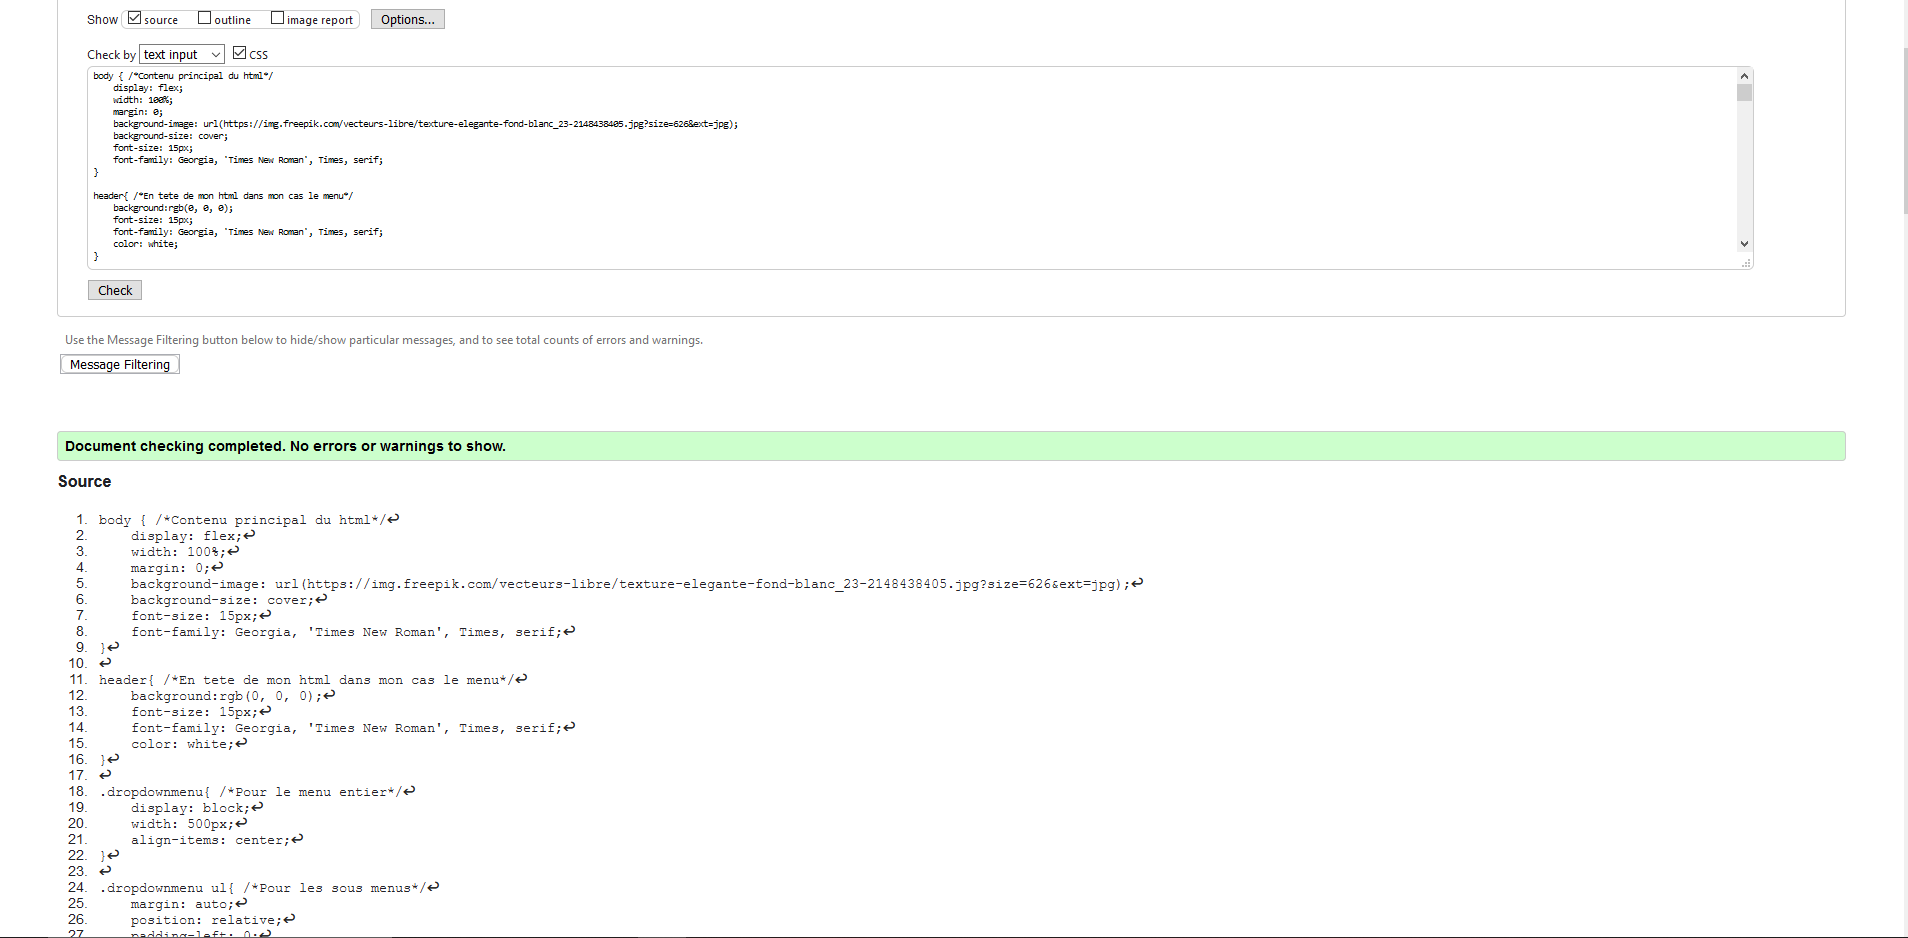 Show source outline image report Options...
Check by text input CSS
body { /*Contenu principal du html*/
display: flex;
width: 100%;
margin: 0;
background-image: url(https://img.freepik.com/vecteurs-libre/texture-elegante-fond-blanc_23-2148438405.jpg?size=626&ext=jpg);
background-size: cover;
font-size: 15px;
font-family: Georgia, 'Times New Roman', Times, serif;
}
header{ /*En tete de mon html dans mon cas le menu*/
background:rgb(0, 0, 0);
font-size: 15px;
font-family: Georgia, 'Times New Roman', Times, serif;
color: white;
}
Check
Use the Message Filtering button below to hide/show particular messages, and to see total counts of errors and warnings.
Message Filtering
Document checking completed. No errors or warnings to show.
Source
1. body { /*Contenu principal du html*/↩
2. display: flex;↩
3. width: 100%;↩
4. margin: 0;↩
5. background-image: url(https://img.freepik.com/vecteurs-libre/texture-elegante-fond-blanc_23-2148438405.jpg?size=626&ext=jpg);↩
6. background-size: cover;↩
7. font-size: 15px;↩
8. font-family: Georgia, 'Times New Roman', Times, serif;↩
9. }↩
10. ↩
11. header{ /*En tete de mon html dans mon cas le menu*/↩
12. background:rgb(0, 0, 0);↩
13. font-size: 15px;↩
14. font-family: Georgia, 'Times New Roman', Times, serif;↩
15. color: white;↩
16. }↩
17. ↩
18. .dropdownmenu{ /*Pour le menu entier*/↩
19. display: block;↩
20. width: 500px;↩
21. align-items: center;↩
22. }↩
23. ↩
24. .dropdownmenu ul{ /*Pour les sous menus*/↩
25. margin: auto;↩
26. position: relative;↩
27. padding-left: 0;↩